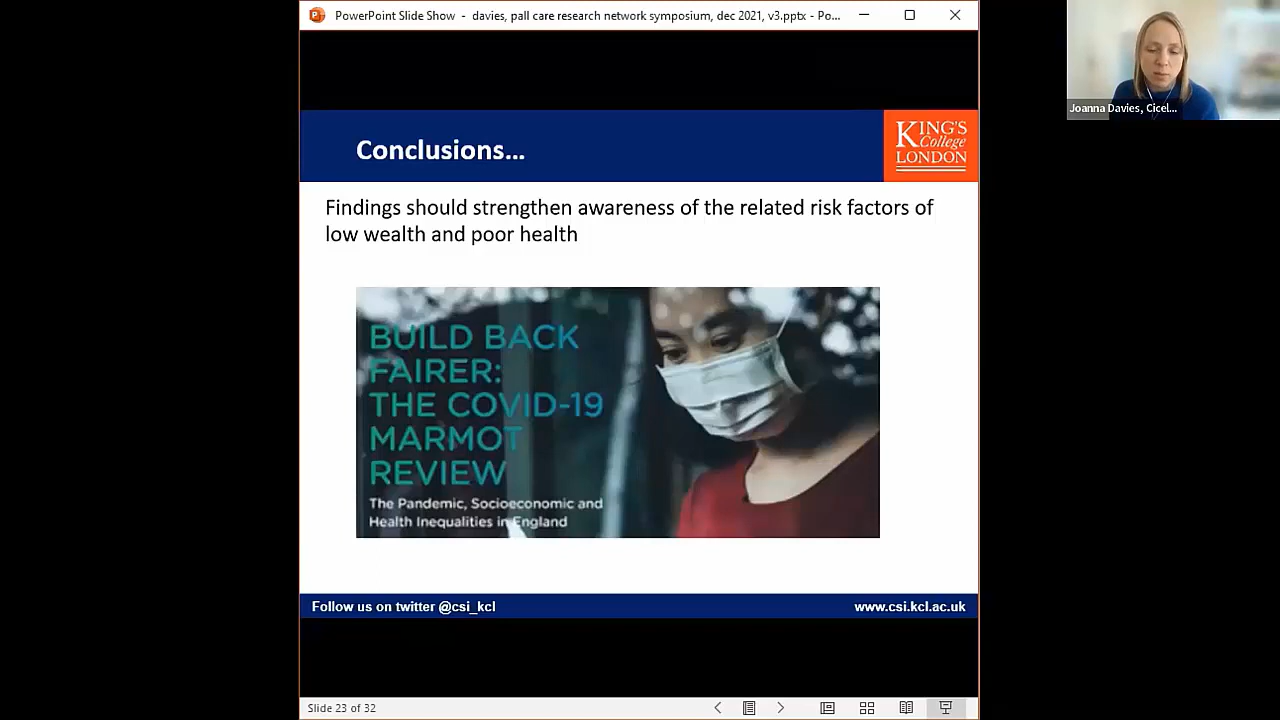 PowerPoint Slide Show - davies, pall care research network symposium, dec 2021, v3.pptx - Po...
Joanna Davies, Cicel...
Conclusions...
KING'S
College
LONDON
Findings should strengthen awareness of the related risk factors of
low wealth and poor health
BUILD BACK
FAIRER:
THE COVID-19
MARMOT
REVIEW
The Pandemic, Socioeconomic and
Health Inequalities in England
Follow us on twitter @csi_kcl
www.csi.kcl.ac.uk
Slide 23 of 32